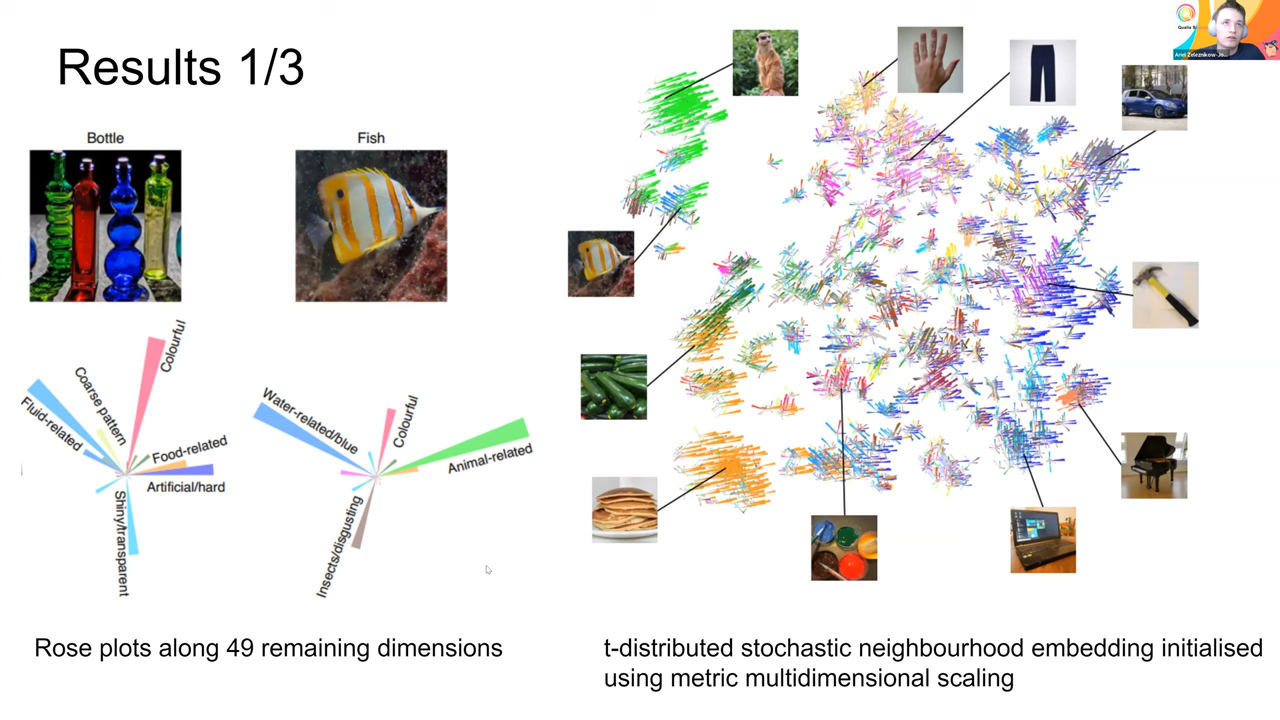 Results 1/3
Bottle
Fish
Colourful
Coarse pattern
Fluid-related
Food-related
Artificial/hard
Shiny/transparent
Water-related/blue
Colourful
Animal-related
Insects/disgusting
Rose plots along 49 remaining dimensions
t-distributed stochastic neighbourhood embedding initialised
using metric multidimensional scaling